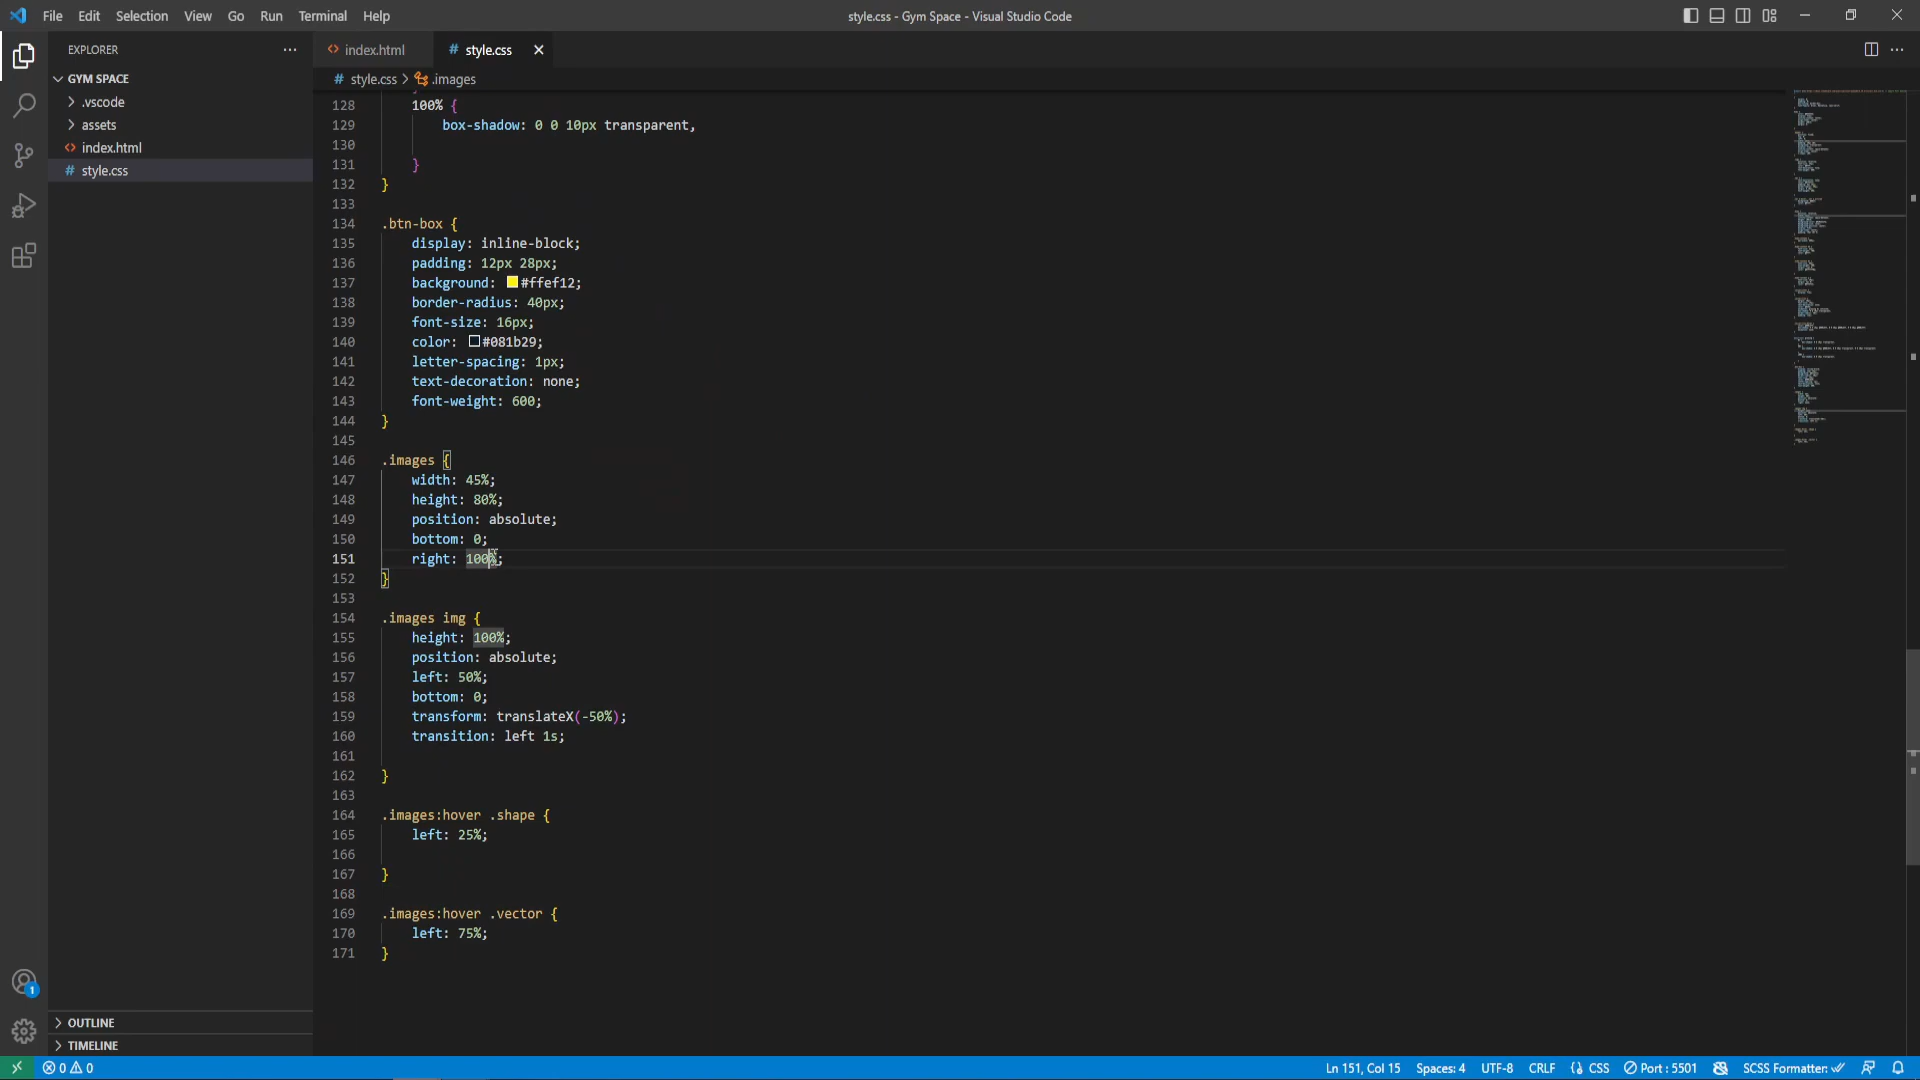 File Edit Selection View Go Run Terminal Help
style.css - Gym Space - Visual Studio Code
EXPLORER
index.html
# style.css
GYM SPACE
# style.css > .images
.vscode
assets
index.html
# style.css
128 100% {
129 box-shadow: 0 0 10px transparent,
130
131 }
132 }
133
134 .btn-box {
135 display: inline-block;
136 padding: 12px 28px;
137 background: #ffef12;
138 border-radius: 40px;
139 font-size: 16px;
140 color: #081b29;
141 letter-spacing: 1px;
142 text-decoration: none;
143 font-weight: 600;
144 }
145
146 .images {
147 width: 45%;
148 height: 80%;
149 position: absolute;
150 bottom: 0;
151 right: 100%;
152 }
153
154 .images img {
155 height: 100%;
156 position: absolute;
157 left: 50%;
158 bottom: 0;
159 transform: translateX(-50%);
160 transition: left 1s;
161
162 }
163
164 .images:hover .shape {
165 left: 25%;
166
167 }
168
169 .images:hover .vector {
170 left: 75%;
171 }
1
OUTLINE
TIMELINE
0 0 Ln 151, Col 15 Spaces: 4 UTF-8 CRLF { } CSS Port : 5501 SCSS Formatter: